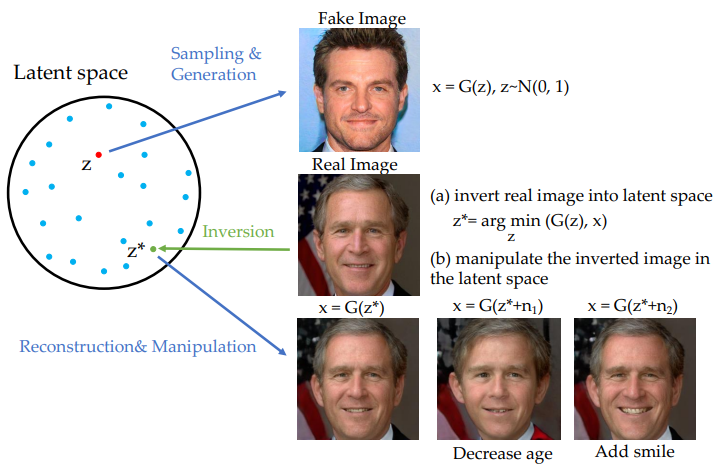 Fake Image
Sampling &
Generation
Latent space
x = G(z), z~N(0, 1)
z
Real Image
(a) invert real image into latent space
z*= arg min (G(z), x)
z
Inversion
z*
(b) manipulate the inverted image in
the latent space
x = G(z*)
x = G(z*+n₁)
x = G(z*+n₂)
Reconstruction& Manipulation
Decrease age
Add smile